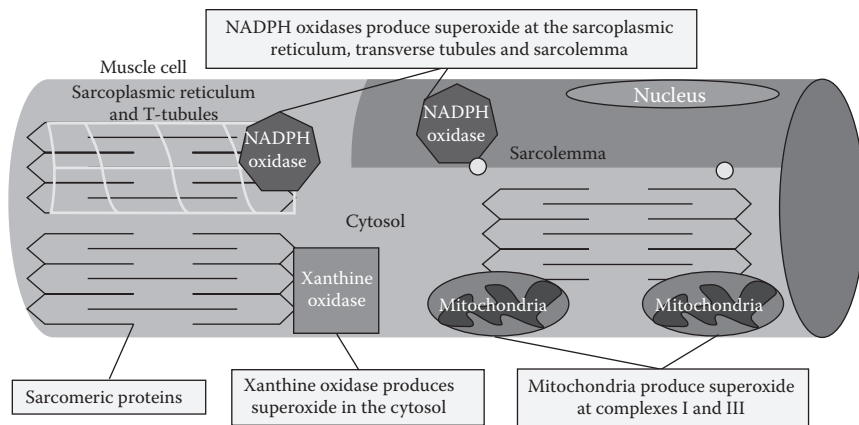 NADPH oxidases produce superoxide at the sarcoplasmic
reticulum, transverse tubules and sarcolemma
Muscle cell
Sarcoplasmic reticulum
and T-tubules
NADPH
oxidase
NADPH
oxidase
Nucleus
Sarcolemma
Cytosol
Xanthine
oxidase
Mitochondria
Mitochondria
Sarcomeric proteins
Xanthine oxidase produces
superoxide in the cytosol
Mitochondria produce superoxide
at complexes I and III